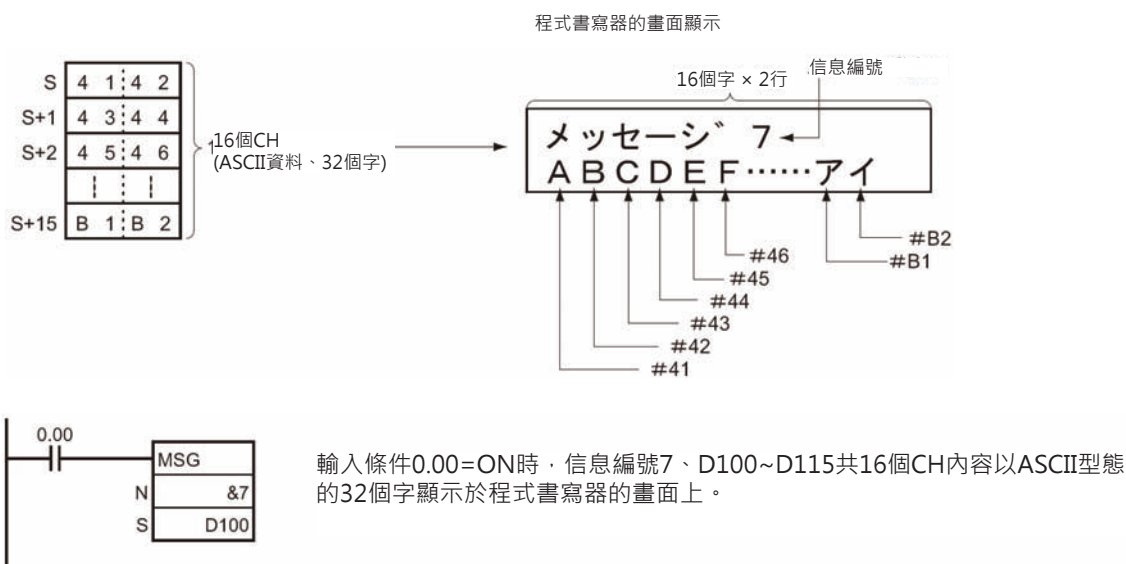 程式書寫器的畫面顯示
S 4 1 4 2
S+1 4 3 4 4
S+2 4 5 4 6
S+15 B 1 B 2
16個CH
(ASCII資料、32個字)
16個字 × 2行
信息編號
メッセージ 7
ABCDEF……アイ
#B2
#B1
#46
#45
#44
#43
#42
#41
0.00
MSG
N &7
S D100
輸入條件0.00=ON時，信息編號7、D100~D115共16個CH內容以ASCII型態
的32個字顯示於程式書寫器的畫面上。